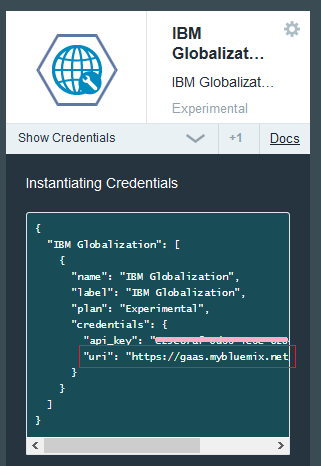 IBM
Globalizat…
IBM Globalizat…
Experimental
Show Credentials
+1
Docs
Instantiating Credentials
{
"IBM Globalization": [
{
"name": "IBM Globalization",
"label": "IBM Globalization",
"plan": "Experimental",
"credentials": {
"api_key": "
"uri": "https://gaas.mybluemix.net
}
}
]
}